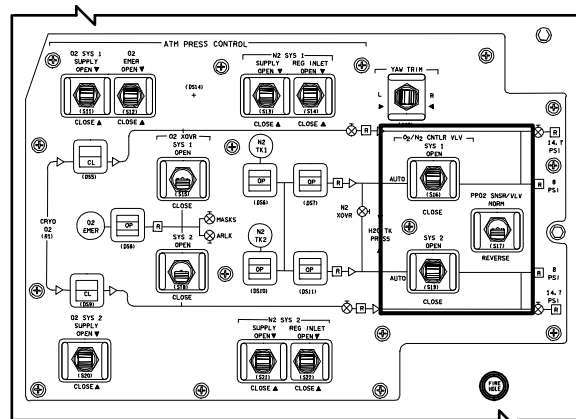 ATM PRESS CONTROL
O2 SYS 1
SUPPLY
OPEN ▼
(S11)
CLOSE ▲
O2
EMER
OPEN ▼
(S12)
CLOSE ▲
(DS14)
N2 SYS 1
SUPPLY
OPEN ▼
(S13)
CLOSE ▲
REG INLET
OPEN ▼
(S14)
CLOSE ▲
YAW TRIM
L
R
CL
(DS5)
CRYO
O2
O2
EMER
OP
(DS8)
R
CL
(DS9)
O2 XOVR
SYS 1
OPEN
(S15)
CLOSE
MASKS
ARLK
SYS 2
OPEN
(S18)
CLOSE
N2
TK1
OP
(DS6)
OP
(DS7)
R
R
N2
XOVR
N2
TK2
OP
(DS10)
OP
(DS11)
R
R
H2O TK
PRESS
O2/N2 CNTLR VLV
SYS 1
OPEN
AUTO
(S16)
CLOSE
SYS 2
OPEN
AUTO
(S19)
CLOSE
PPO2 SNSR/VLV
NORM
(S17)
REVERSE
R
14.7
PSI
R
8
PSI
R
8
PSI
R
14.7
PSI
O2 SYS 2
SUPPLY
OPEN ▼
(S20)
CLOSE ▲
N2 SYS 2
SUPPLY
OPEN ▼
(S21)
CLOSE ▲
REG INLET
OPEN ▼
(S22)
CLOSE ▲
FIRE
HOLE